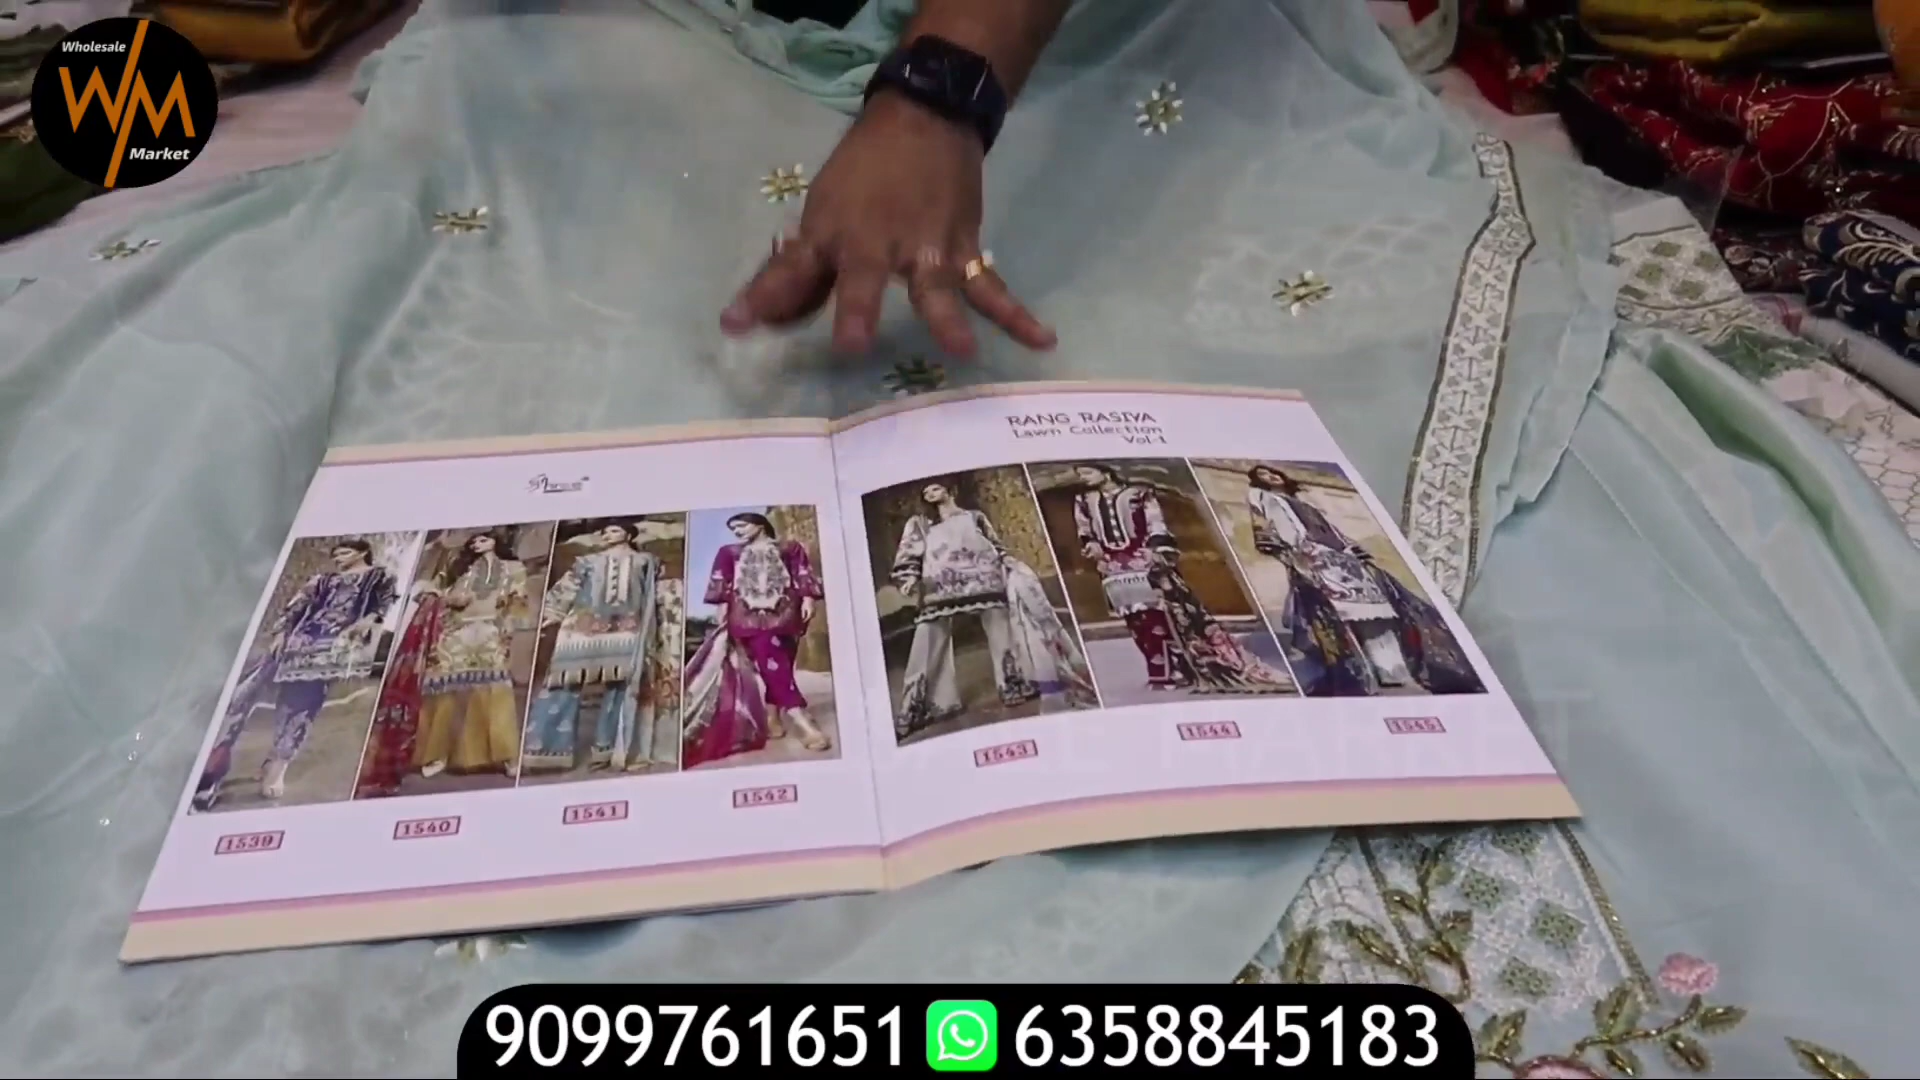 Wholesale
WM
Market
RANG RASIYA
Lawn Collection
Vol-1
1539
1540
1541
1542
1543
1544
1545
9099761651 6358845183